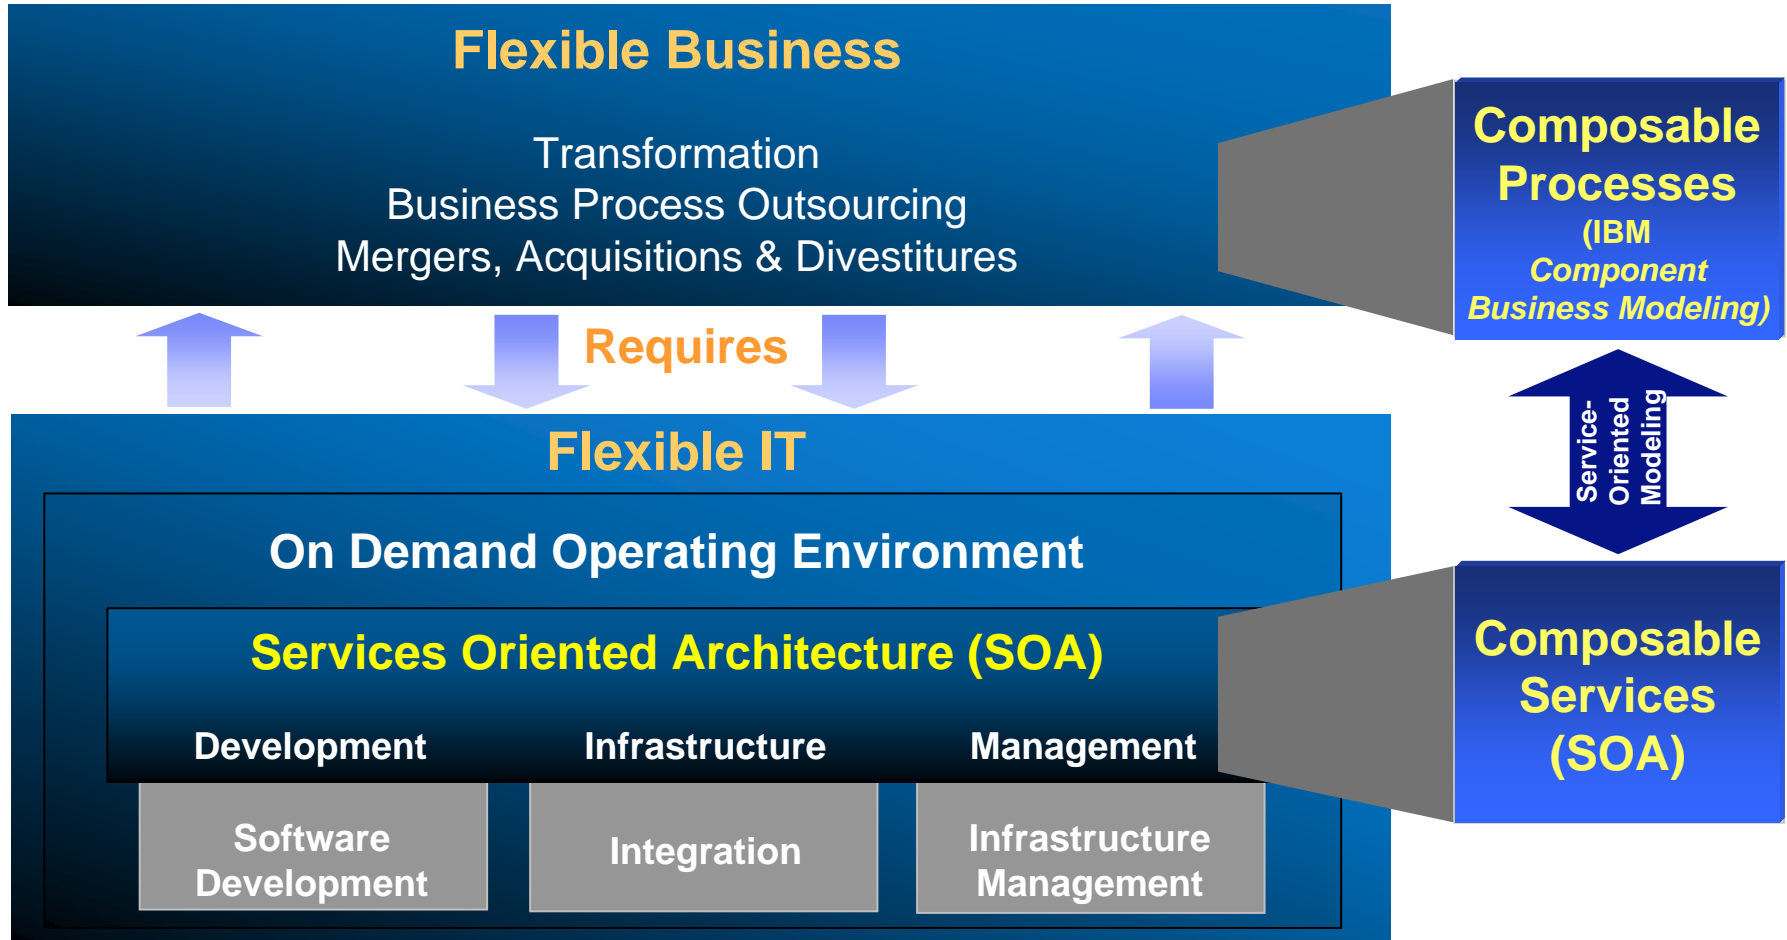 Flexible Business
Transformation
Business Process Outsourcing
Mergers, Acquisitions & Divestitures
Composable
Processes
(IBM
Component
Business Modeling)
Requires
Service-
Oriented
Modeling
Flexible IT
On Demand Operating Environment
Services Oriented Architecture (SOA)
Development
Infrastructure
Management
Software
Development
Integration
Infrastructure
Management
Composable
Services
(SOA)